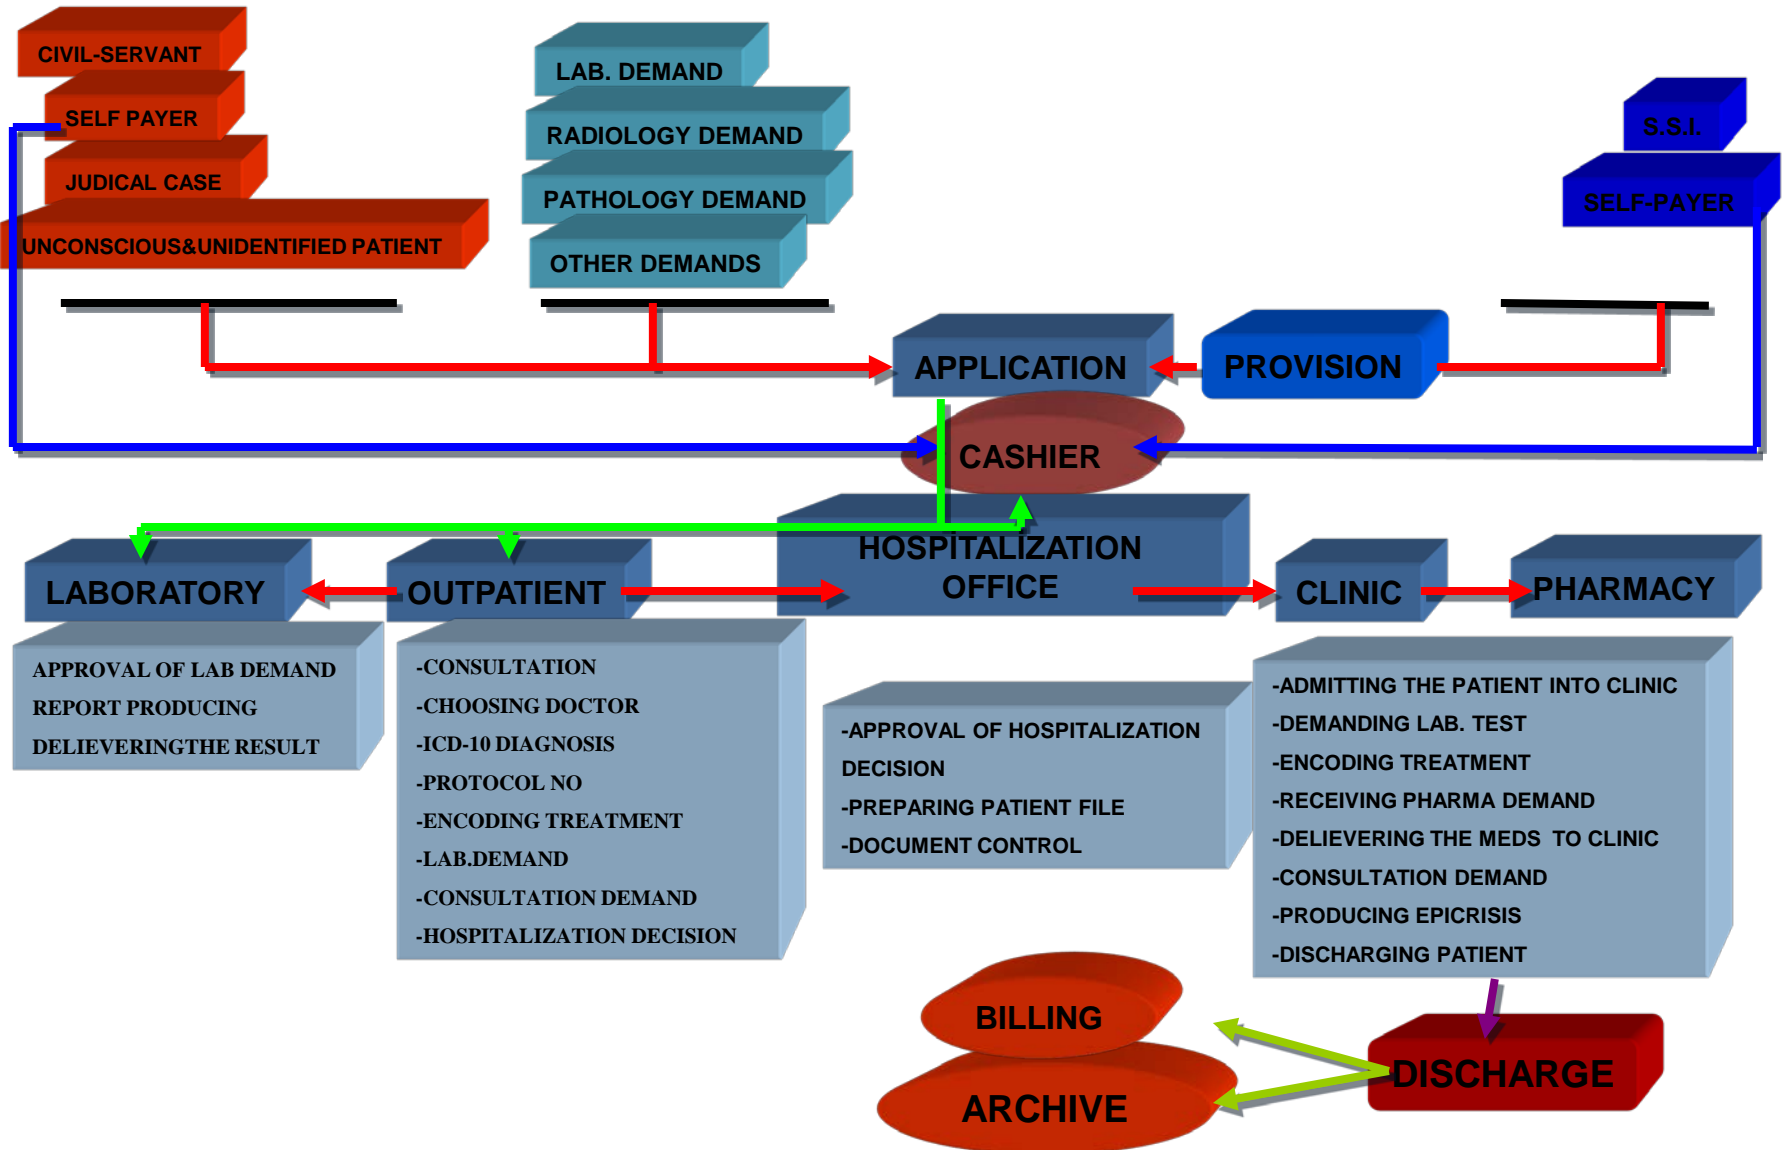 CIVIL-SERVANT
SELF PAYER
JUDICAL CASE
UNCONSCIOUS&UNIDENTIFIED PATIENT
LAB. DEMAND
RADIOLOGY DEMAND
PATHOLOGY DEMAND
OTHER DEMANDS
S.S.I.
SELF-PAYER
APPLICATION
PROVISION
CASHIER
LABORATORY
OUTPATIENT
HOSPITALIZATION
OFFICE
CLINIC
PHARMACY
APPROVAL OF LAB DEMAND
REPORT PRODUCING
DELIEVERINGTHE RESULT
-CONSULTATION
-CHOOSING DOCTOR
-ICD-10 DIAGNOSIS
-PROTOCOL NO
-ENCODING TREATMENT
-LAB.DEMAND
-CONSULTATION DEMAND
-HOSPITALIZATION DECISION
-APPROVAL OF HOSPITALIZATION
DECISION
-PREPARING PATIENT FILE
-DOCUMENT CONTROL
-ADMITTING THE PATIENT INTO CLINIC
-DEMANDING LAB. TEST
-ENCODING TREATMENT
-RECEIVING PHARMA DEMAND
-DELIEVERING THE MEDS  TO CLINIC
-CONSULTATION DEMAND
-PRODUCING EPICRISIS
-DISCHARGING PATIENT
BILLING
ARCHIVE
DISCHARGE